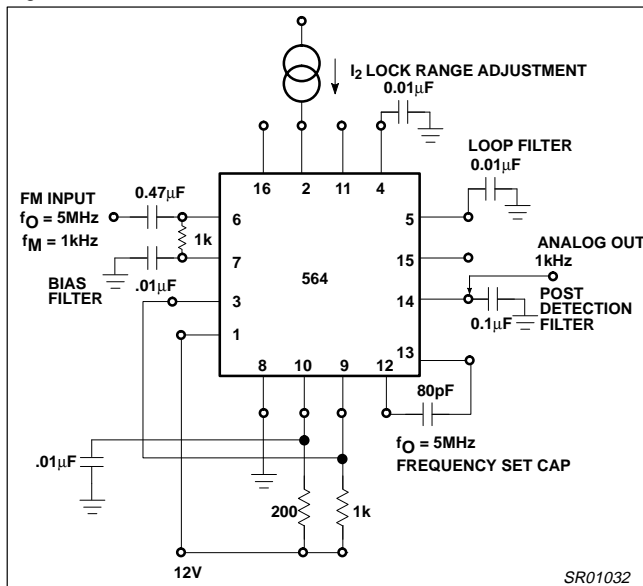 I2 LOCK RANGE ADJUSTMENT
0.01µF
LOOP FILTER
0.01µF
16
2
11
4
FM INPUT
fO = 5MHz
fM = 1kHz
0.47µF
6
5
1k
7
15
ANALOG OUT
1kHz
BIAS
FILTER
.01µF
564
3
14
POST
DETECTION
FILTER
0.1µF
1
13
8
10
9
12
80pF
fO = 5MHz
FREQUENCY SET CAP
.01µF
200
1k
12V
SR01032